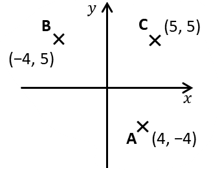 y
B
C (5, 5)
(−4, 5)
x
A (4, −4)